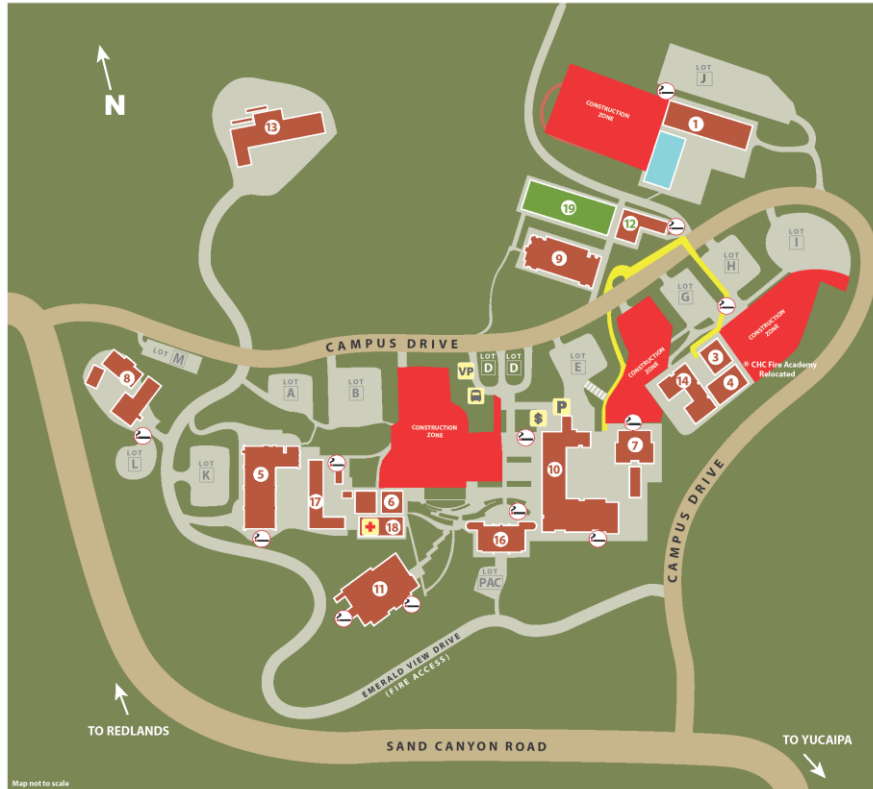 N
LOT
J
CONSTRUCTION
ZONE
1
13
19
12
9
LOT
I
LOT
H
LOT
G
CONSTRUCTION
ZONE
CONSTRUCTION ZONE
CAMPUS DRIVE
LOT
M
8
LOT
A
LOT
B
VP
LOT
D
LOT
D
LOT
E
3
* CHC Fire Academy
Relocated
14
4
CONSTRUCTION
ZONE
$
P
7
10
LOT
L
LOT
K
5
17
6
18
16
11
LOT
PAC
CAMPUS DRIVE
EMERALD VIEW DRIVE
(FIRE ACCESS)
TO REDLANDS
SAND CANYON ROAD
TO YUCAIPA
Map not to scale